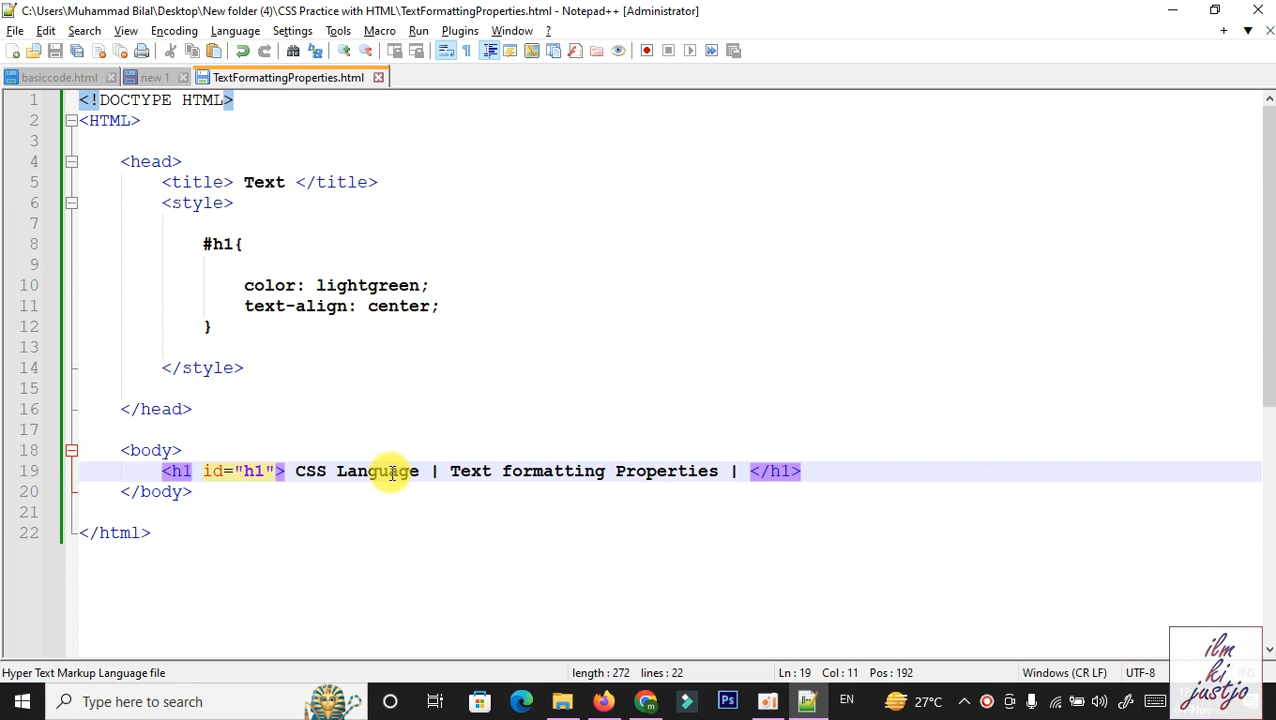 C:\Users\Muhammad Bilal\Desktop\New folder (4)\CSS Practice with HTML\TextFormattingProperties.html - Notepad++ [Administrator]
File Edit Search View Encoding Language Settings Tools Macro Run Plugins Window ?
basiccode.html new 1 TextFormattingProperties.html
1 <!DOCTYPE HTML>
2 <HTML>
3
4 <head>
5 <title> Text </title>
6 <style>
7
8 #h1{
9
10 color: lightgreen;
11 text-align: center;
12 }
13
14 </style>
15
16 </head>
17
18 <body>
19 <h1 id="h1"> CSS Language | Text formatting Properties | </h1>
20 </body>
21
22 </html>
Hyper Text Markup Language file length : 272 lines : 22 Ln : 19 Col : 11 Pos : 192 Windows (CR LF) UTF-8 INS
Type here to search Ps EN 27°C
ilm
ki
justjo